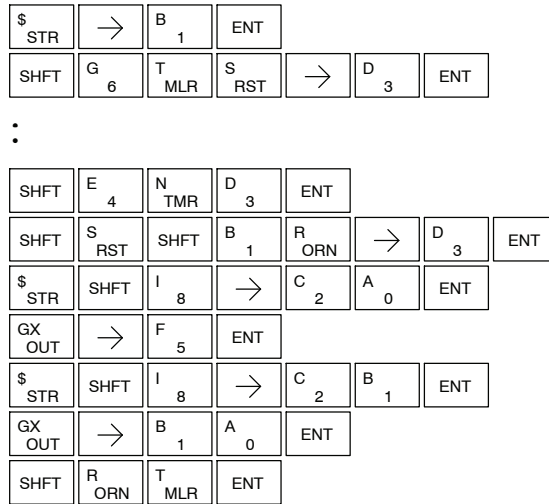 $ STR → B 1 ENT
SHFT G 6 T MLR S RST → D 3 ENT
:
SHFT E 4 N TMR D 3 ENT
SHFT S RST SHFT B 1 R ORN → D 3 ENT
$ STR SHFT I 8 → C 2 A 0 ENT
GX OUT → F 5 ENT
$ STR SHFT I 8 → C 2 B 1 ENT
GX OUT → B 1 A 0 ENT
SHFT R ORN T MLR ENT